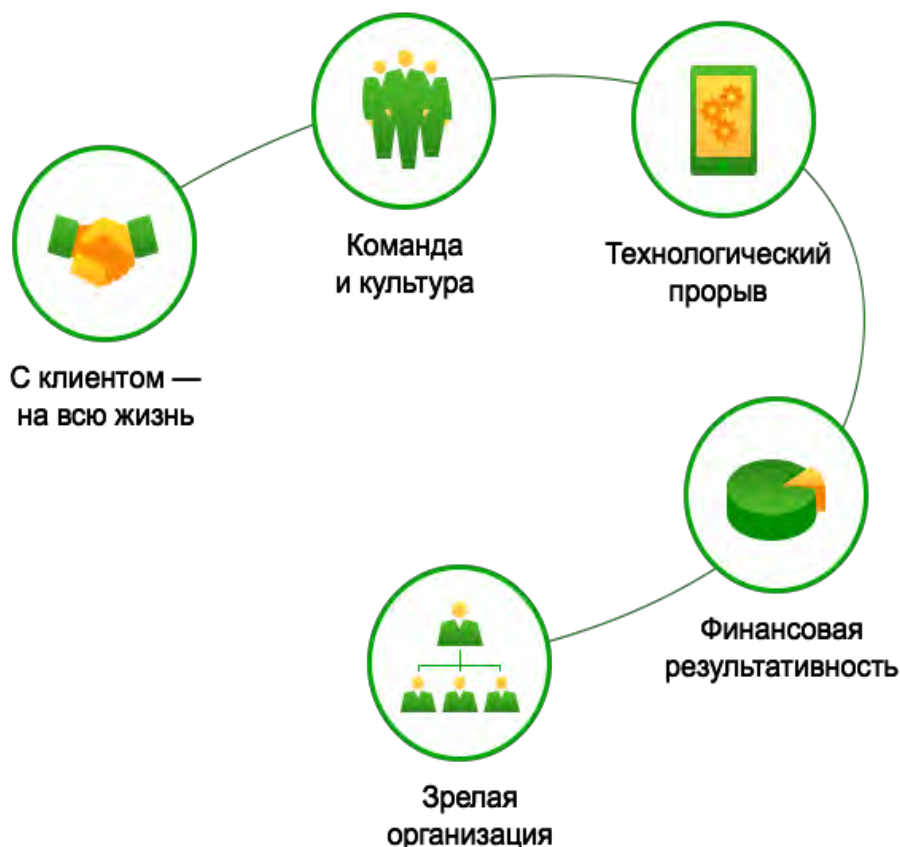 Команда
и культура
Технологический
прорыв
С клиентом —
на всю жизнь
Финансовая
результативность
Зрелая
организация